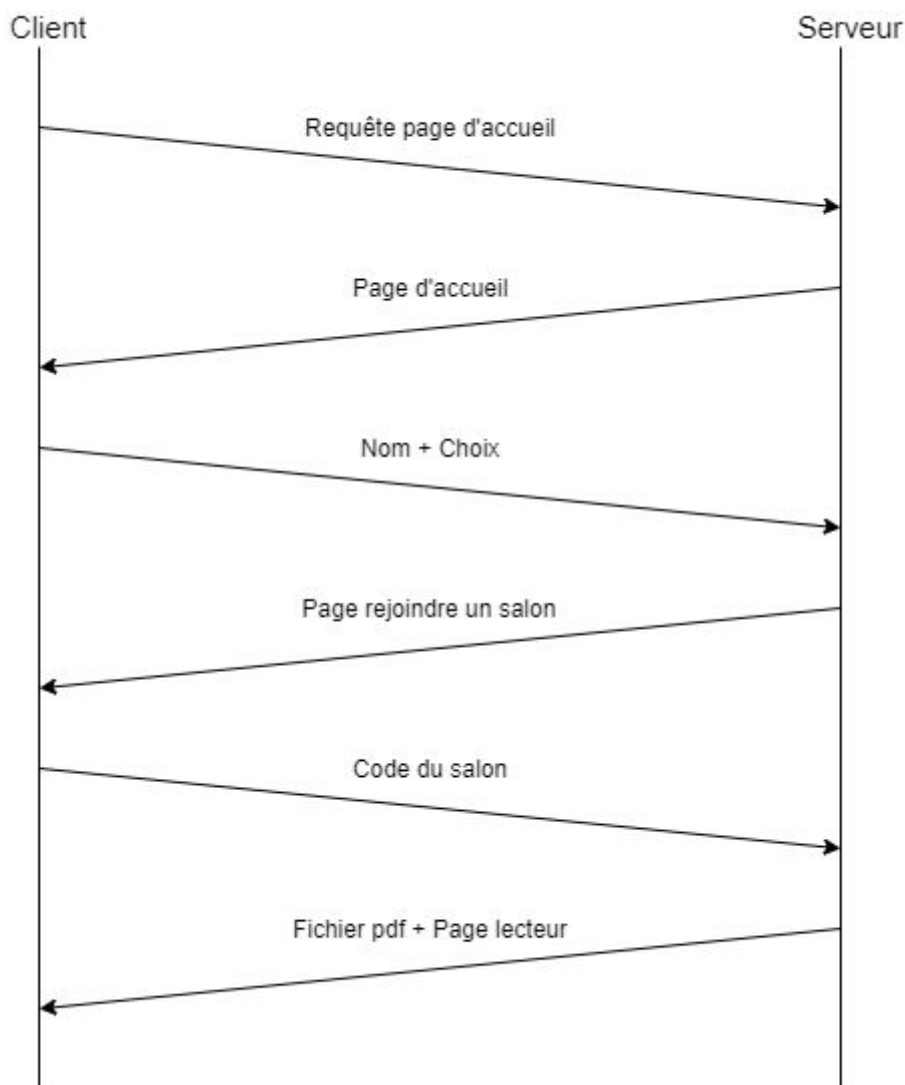 Client
Serveur
Requête page d'accueil
Page d'accueil
Nom + Choix
Page rejoindre un salon
Code du salon
Fichier pdf + Page lecteur